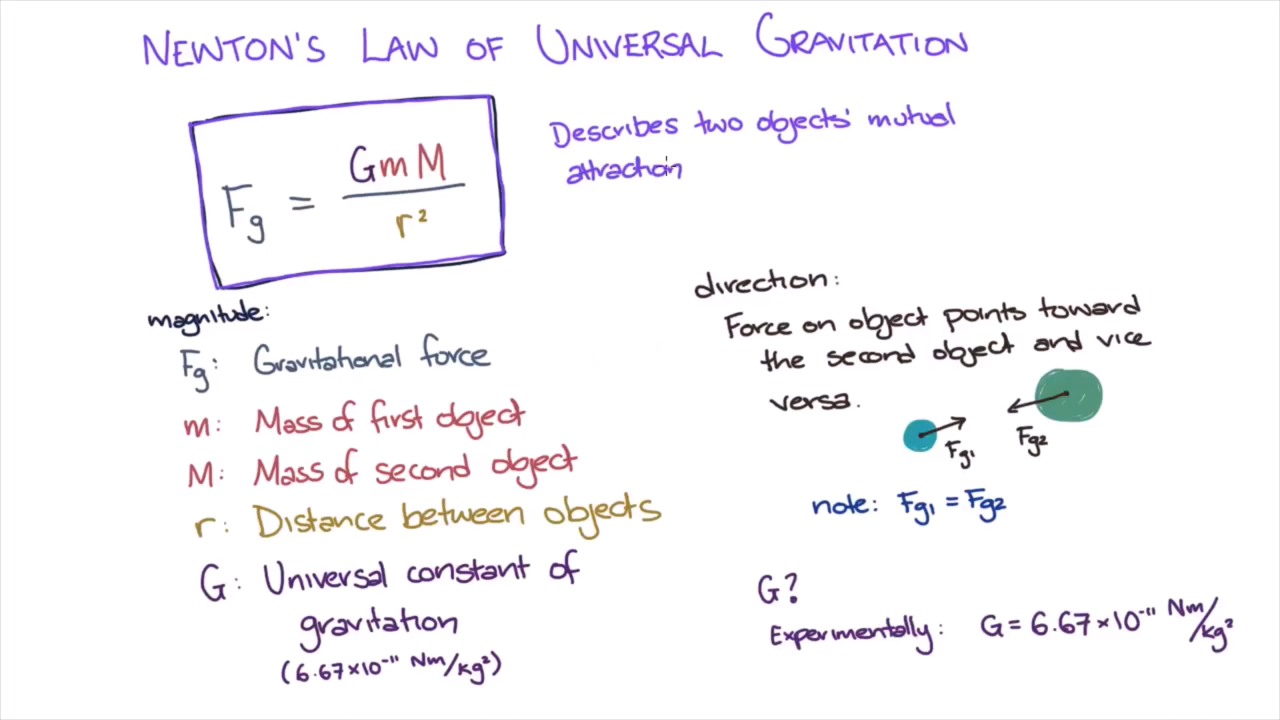 NEWTON'S LAW OF UNIVERSAL GRAVITATION
Fg = GmM / r²
Describes two objects' mutual
attraction
magnitude:
Fg: Gravitational force
m: Mass of first object
M: Mass of second object
r: Distance between objects
G: Universal constant of
gravitation
(6.67×10⁻¹¹ Nm/kg²)
direction:
Force on object points toward
the second object and vice
versa.
Fg1
Fg2
note: Fg1 = Fg2
G?
Experimentally: G = 6.67×10⁻¹¹ Nm/kg²